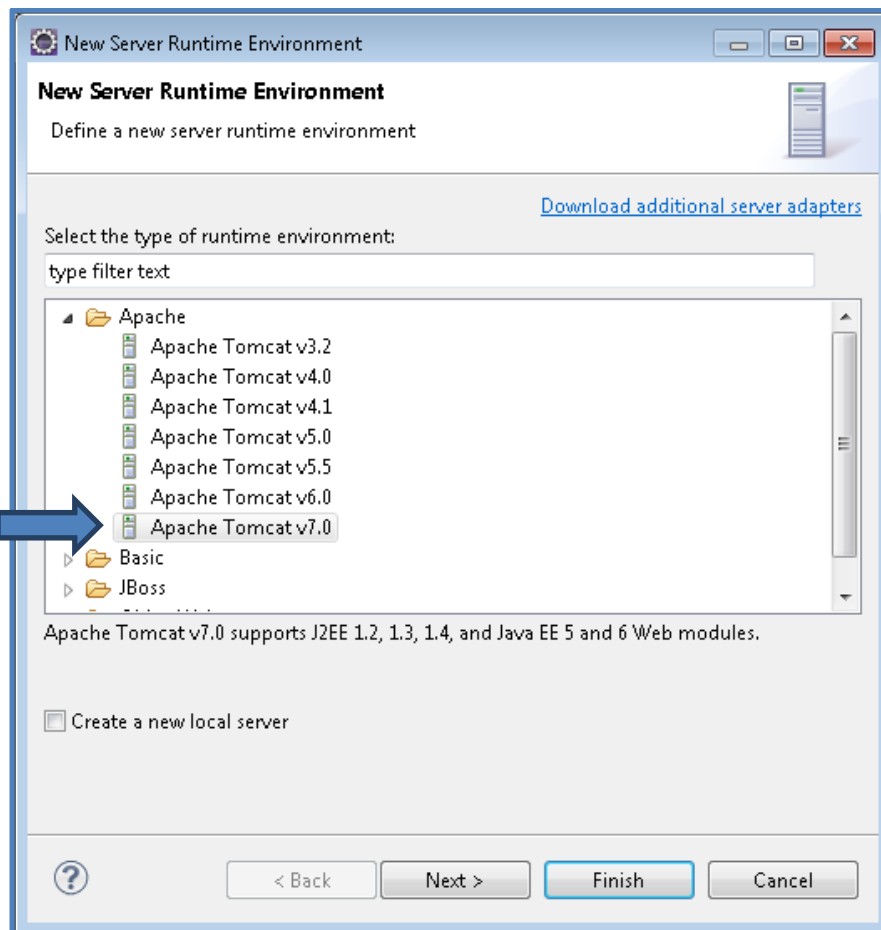 New Server Runtime Environment
New Server Runtime Environment
Define a new server runtime environment
Download additional server adapters
Select the type of runtime environment:
type filter text
Apache
Apache Tomcat v3.2
Apache Tomcat v4.0
Apache Tomcat v4.1
Apache Tomcat v5.0
Apache Tomcat v5.5
Apache Tomcat v6.0
Apache Tomcat v7.0
Basic
JBoss
Apache Tomcat v7.0 supports J2EE 1.2, 1.3, 1.4, and Java EE 5 and 6 Web modules.
Create a new local server
? < Back Next > Finish Cancel